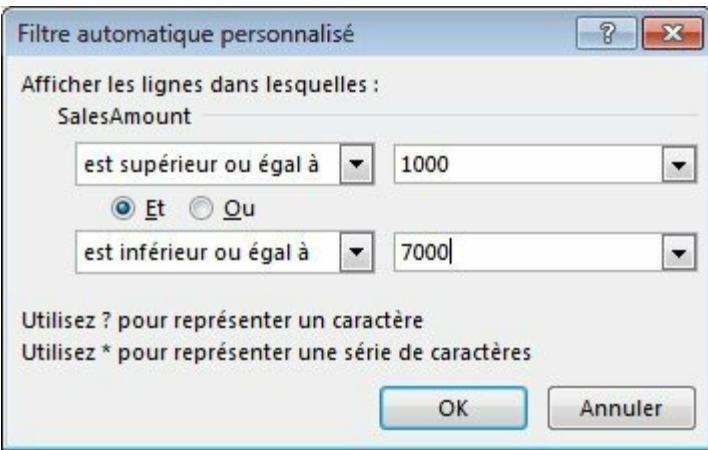 Filtre automatique personnalisé ?
Afficher les lignes dans lesquelles :
SalesAmount
est supérieur ou égal à 1000
Et Ou
est inférieur ou égal à 7000
Utilisez ? pour représenter un caractère
Utilisez * pour représenter une série de caractères
OK Annuler